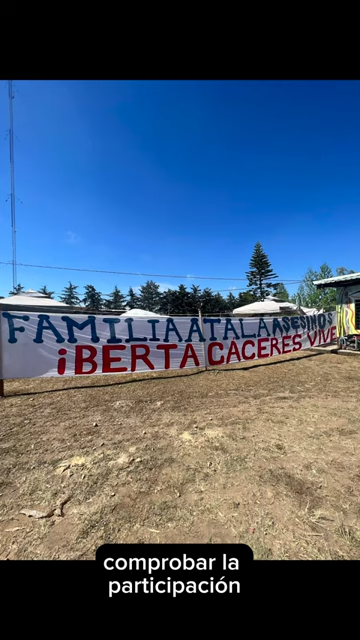 FAMILIA ATALA ASESINOS
¡BERTA CACERES VIVE
comprobar la
participación